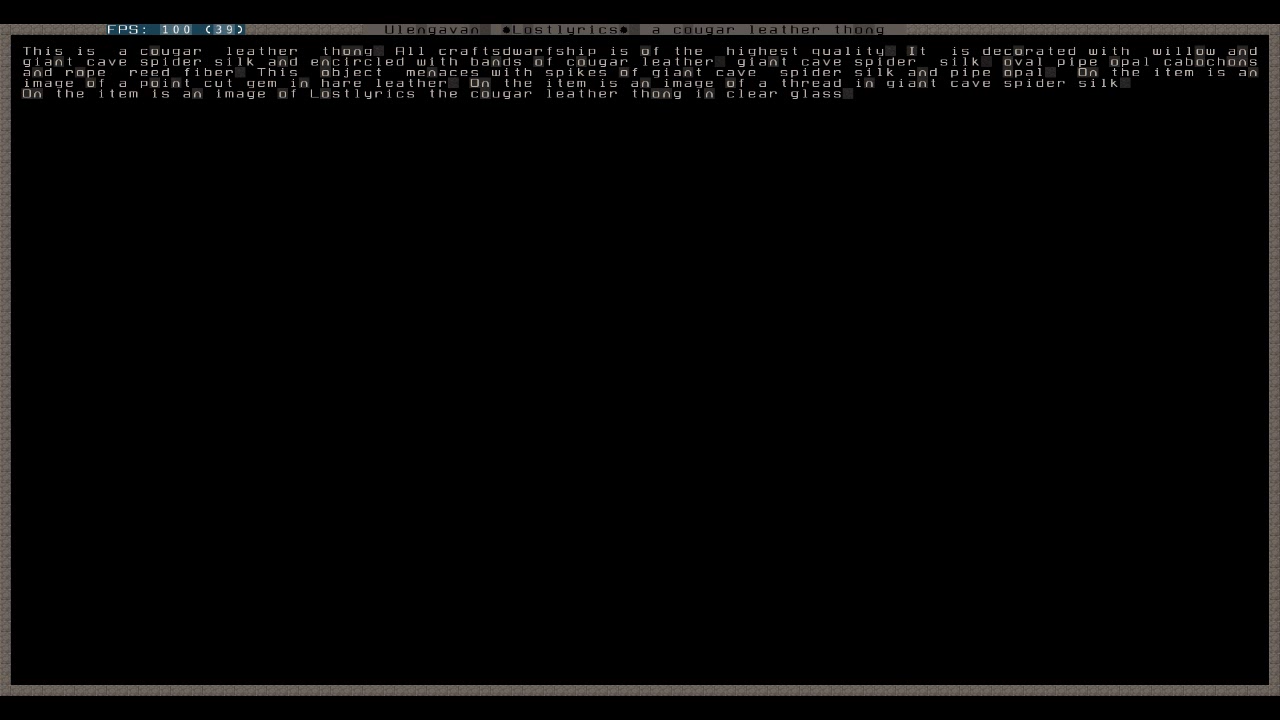 FPS: 100 (39) Ulengavan *Lostlyrics* a cougar leather thong
This is a cougar leather thong. All craftsdwarfship is of the highest quality. It is decorated with willow and
giant cave spider silk and encircled with bands of cougar leather, giant cave spider silk, oval pipe opal cabochons
and rope reed fiber. This object menaces with spikes of giant cave spider silk and pipe opal. On the item is an
image of a point cut gem in hare leather. On the item is an image of a thread in giant cave spider silk.
On the item is an image of Lostlyrics the cougar leather thong in clear glass.